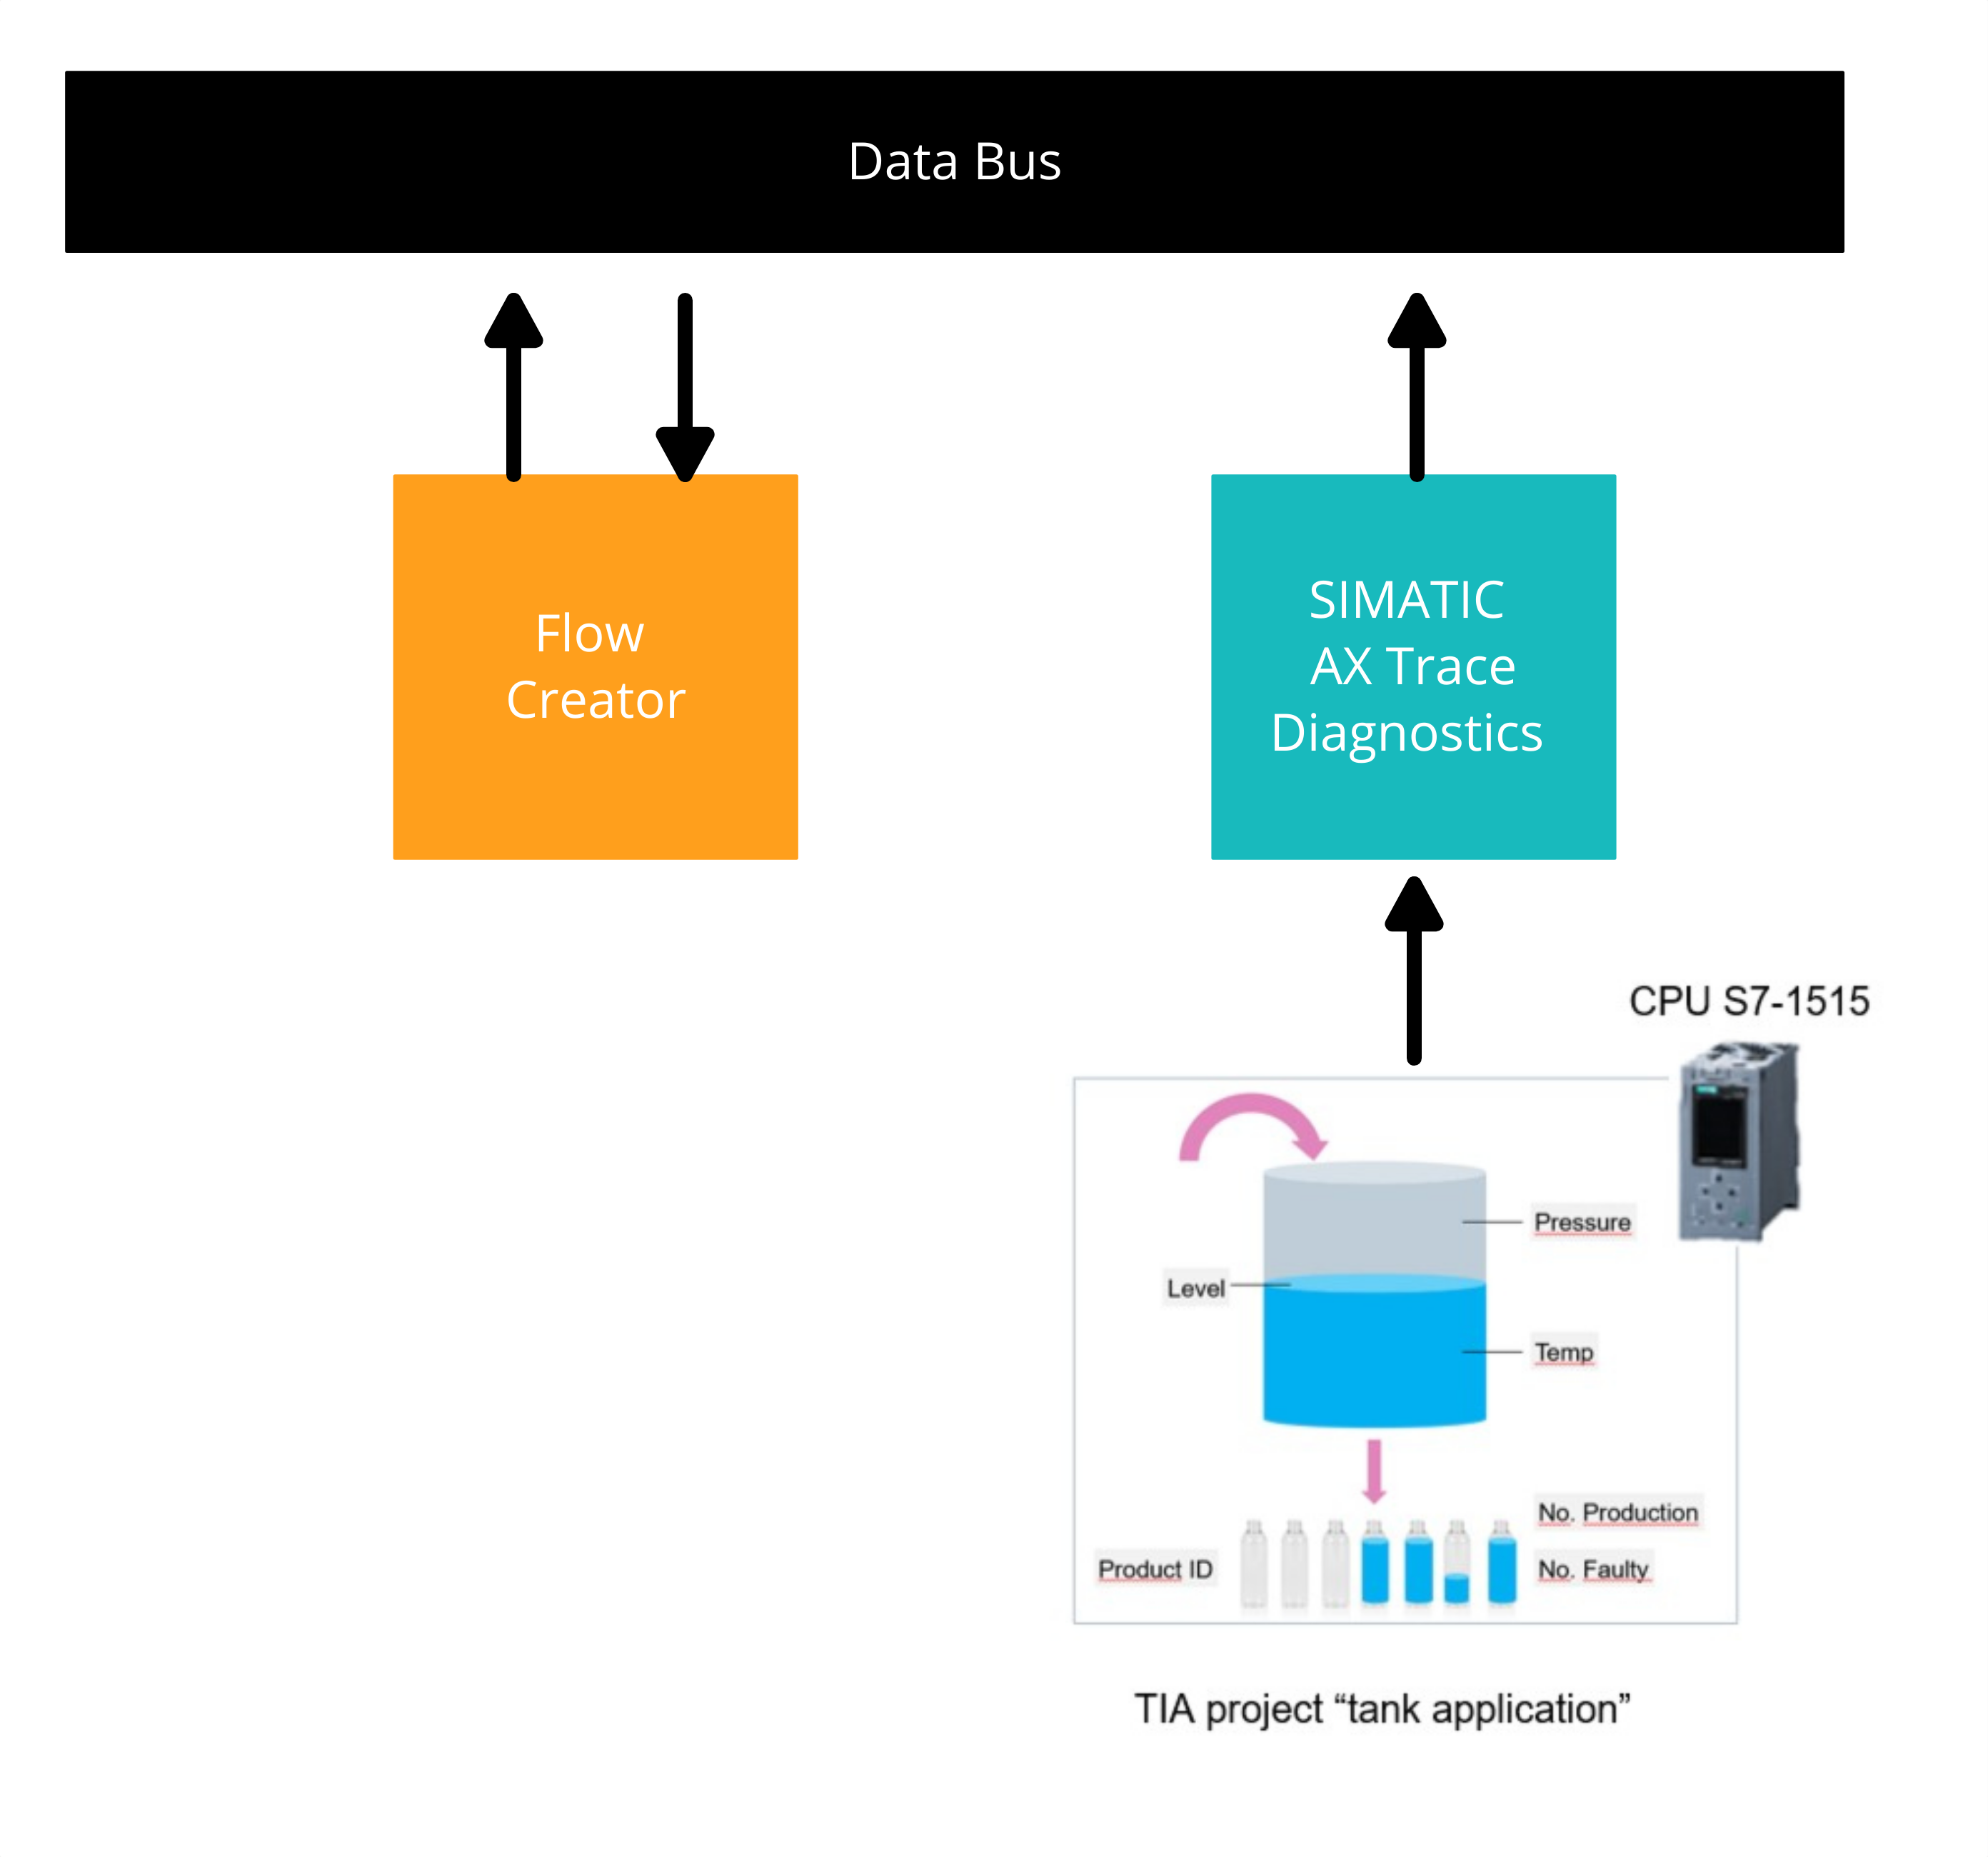 Data Bus
Flow
Creator
SIMATIC
AX Trace
Diagnostics
CPU S7-1515
Pressure
Level
Temp
No. Production
Product ID
No. Faulty
TIA project “tank application”